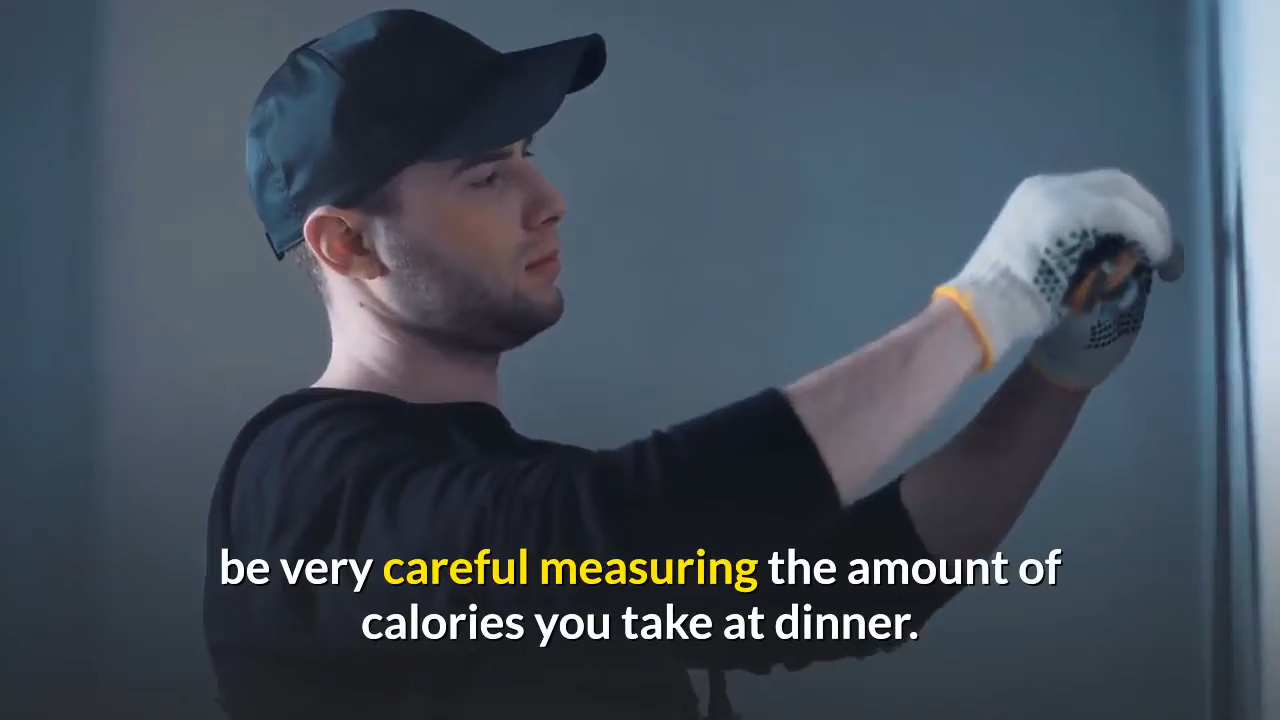 be very careful measuring the amount of
calories you take at dinner.